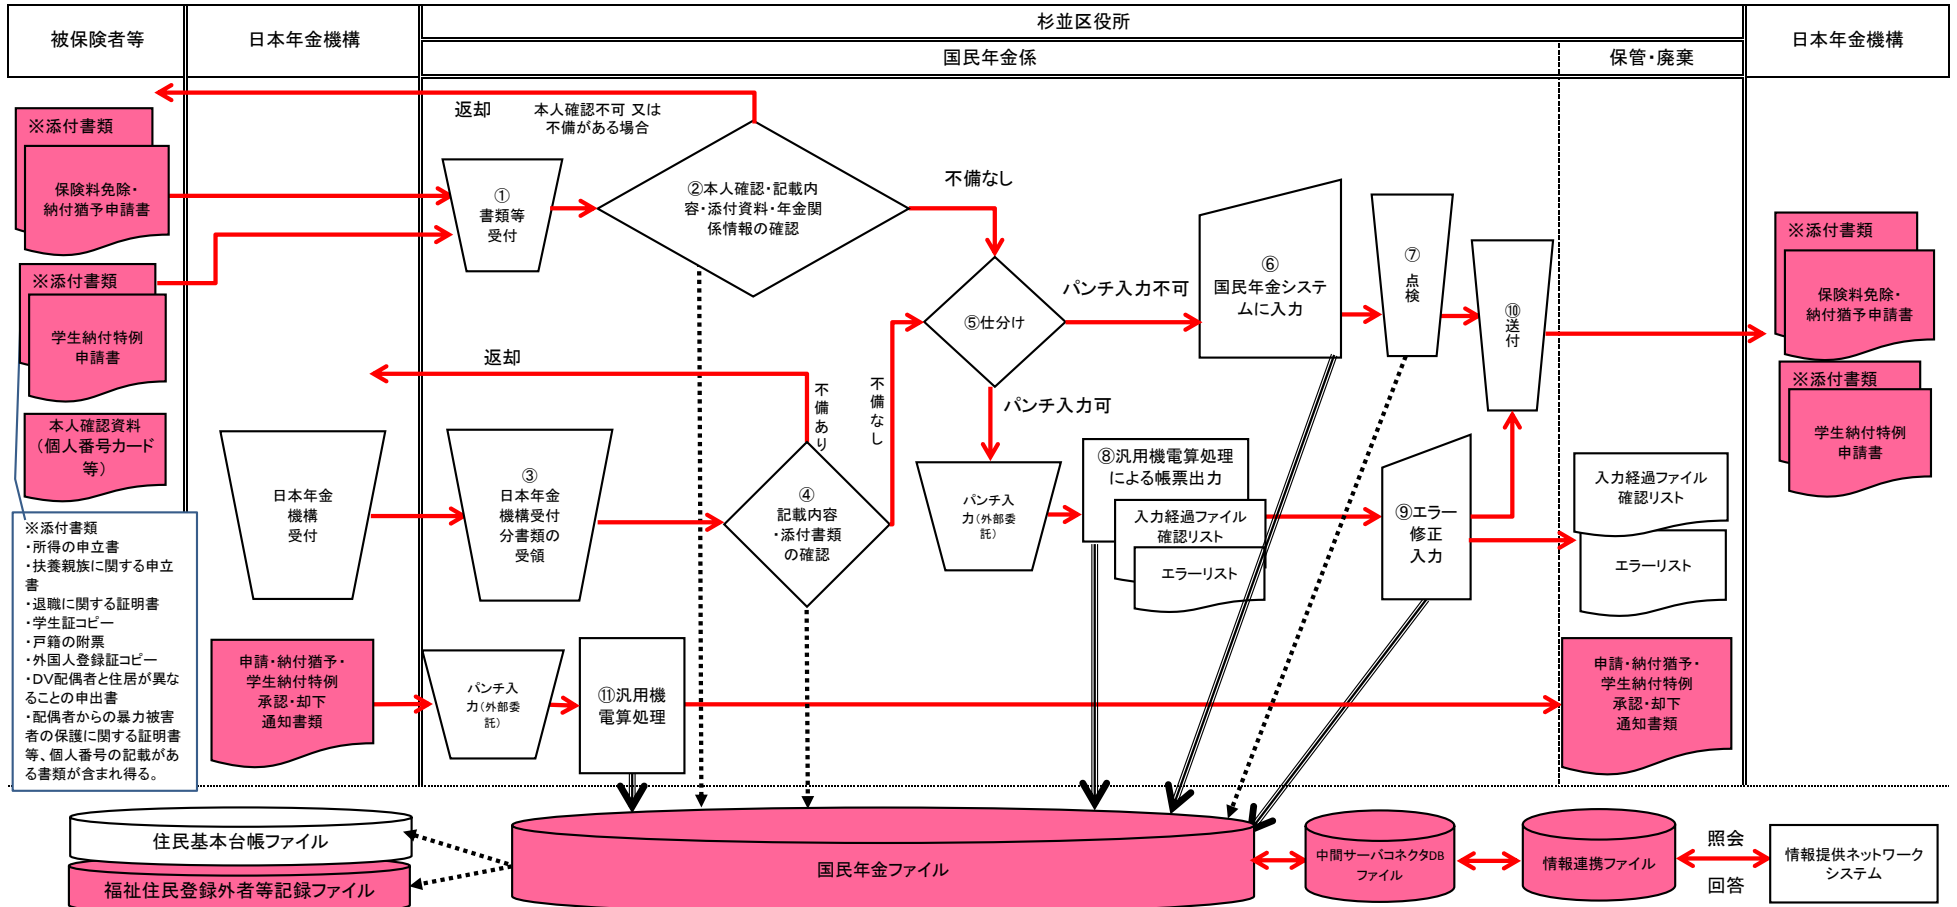 被保険者等
日本年金機構
杉並区役所
国民年金係
保管・廃棄
日本年金機構
返却
本人確認不可 又は
不備がある場合
※添付書類
保険料免除・
納付猶予申請書
①
書類等
受付
②本人確認・記載内
容・添付資料・年金関
係情報の確認
不備なし
※添付書類
学生納付特例
申請書
本人確認資料
（個人番号カード
等）
※添付書類
・所得の申立書
・扶養親族に関する申立
書
・退職に関する証明書
・学生証コピー
・戸籍の附票
・外国人登録証コピー
・DV配偶者と住居が異な
ることの申出書
・配偶者からの暴力被害
者の保護に関する証明書
等、個人番号の記載があ
る書類が含まれ得る。
返却
日本年金
機構
受付
③
日本年金
機構受付
分書類の
受領
不備あり
不備なし
④
記載内容
・添付書類
の確認
⑤仕分け
パンチ入力不可
パンチ入力可
⑥
国民年金システ
ムに入力
⑦
点検
⑩
送付
パンチ入
力（外部委
託）
⑧汎用機電算処理
による帳票出力
入力経過ファイル
確認リスト
エラーリスト
⑨エラー
修正
入力
※添付書類
保険料免除・
納付猶予申請書
※添付書類
学生納付特例
申請書
入力経過ファイル
確認リスト
エラーリスト
申請・納付猶予・
学生納付特例
承認・却下
通知書類
パンチ入
力（外部委
託）
⑪汎用機
電算処理
申請・納付猶予・
学生納付特例
承認・却下
通知書類
住民基本台帳ファイル
福祉住民登録外者等記録ファイル
国民年金ファイル
中間サーバコネクタDB
ファイル
情報連携ファイル
照会
回答
情報提供ネットワーク
システム